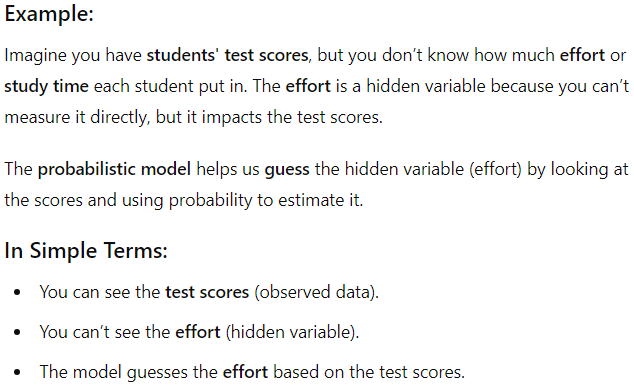 Example:
Imagine you have students' test scores, but you don’t know how much effort or
study time each student put in. The effort is a hidden variable because you can’t
measure it directly, but it impacts the test scores.
The probabilistic model helps us guess the hidden variable (effort) by looking at
the scores and using probability to estimate it.
In Simple Terms:
• You can see the test scores (observed data).
• You can’t see the effort (hidden variable).
• The model guesses the effort based on the test scores.